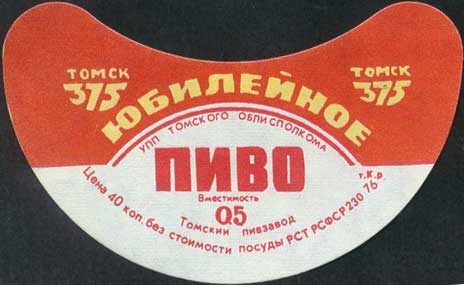 ТОМСК
375
ТОМСК
375
ЮБИЛЕЙНОЕ
УПП ТОМСКОГО ОБЛИСПОЛКОМА
ПИВО
Вместимость
0,5
т.К.р
Томский пивзавод
Цена 40 коп. без стоимости посуды РСТ РСФСР 230 76